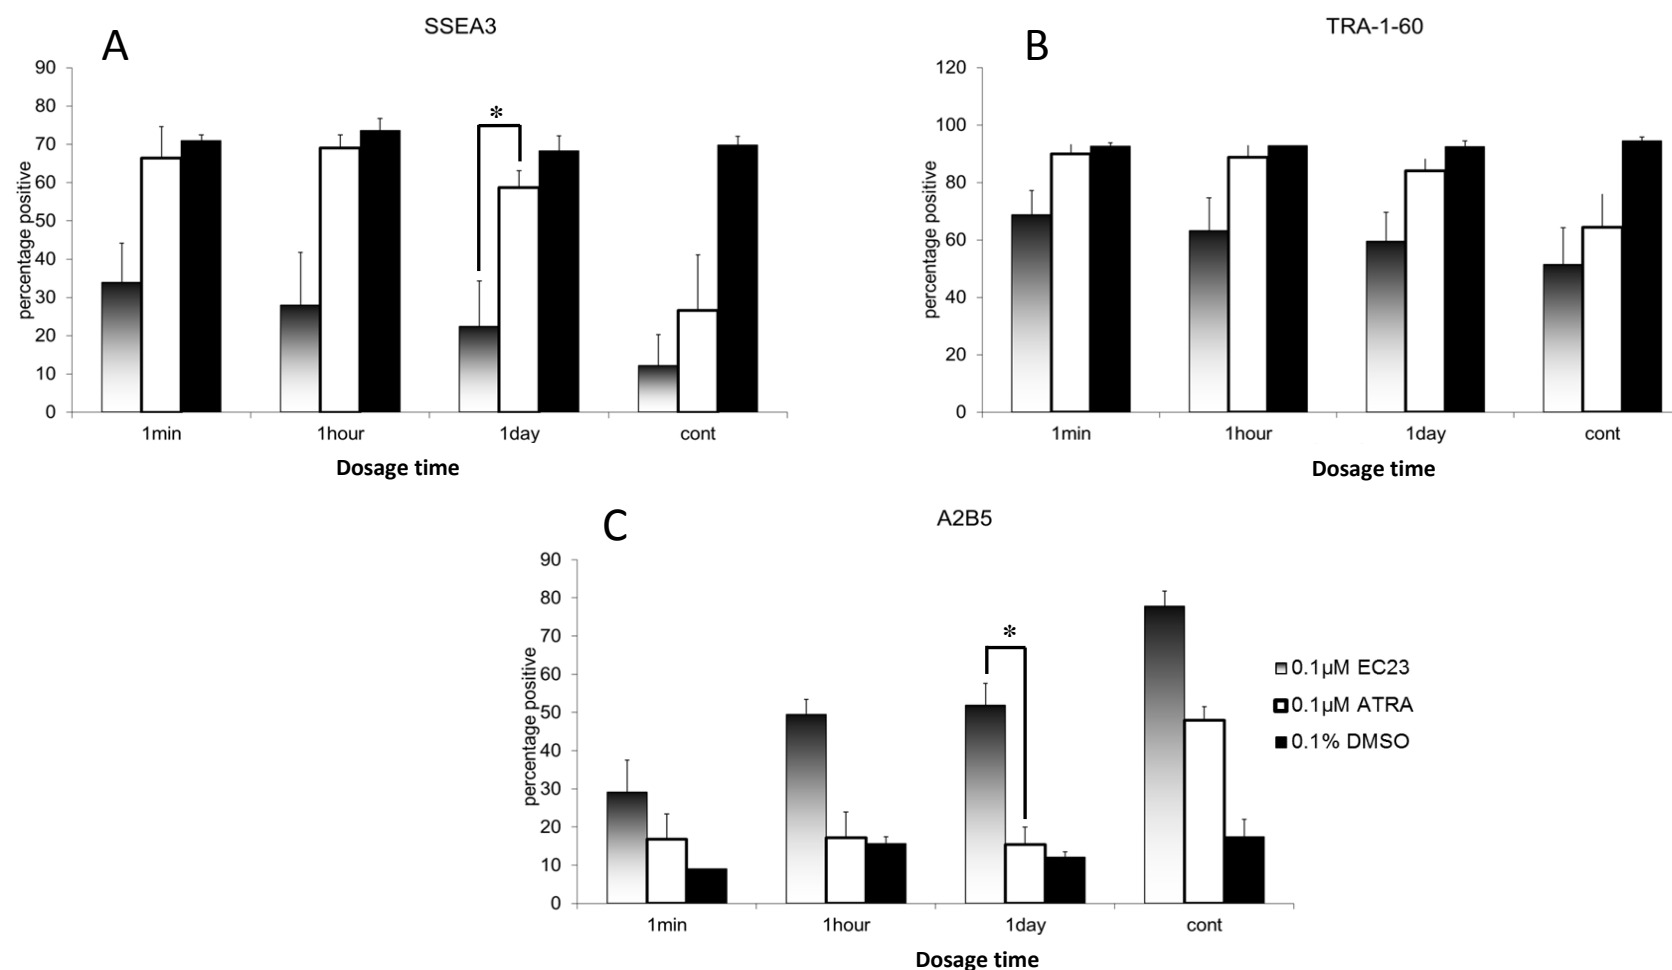 A
SSEA3
percentage positive
90
80
70
60
50
40
30
20
10
0
*
1min 1hour 1day cont
Dosage time
B
TRA-1-60
percentage positive
120
100
80
60
40
20
0
1min 1hour 1day cont
Dosage time
C
A2B5
percentage positive
90
80
70
60
50
40
30
20
10
0
*
1min 1hour 1day cont
Dosage time
0.1µM EC23
0.1µM ATRA
0.1% DMSO